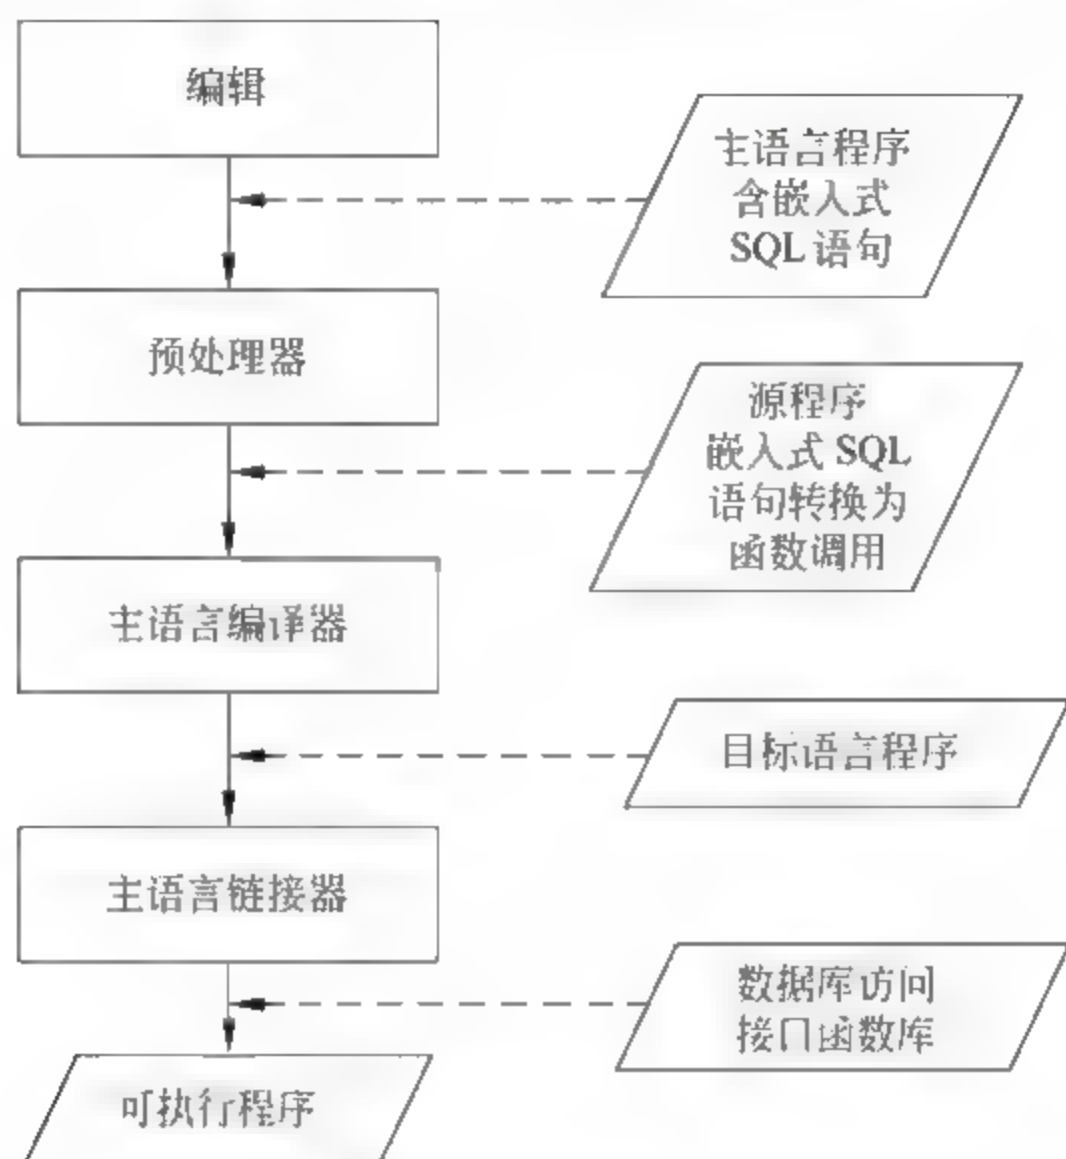 编辑
主语言程序
含嵌入式
SQL 语句
预处理器
源程序
嵌入式 SQL
语句转换为
函数调用
主语言编译器
目标语言程序
主语言链接器
数据库访问
接口函数库
可执行程序